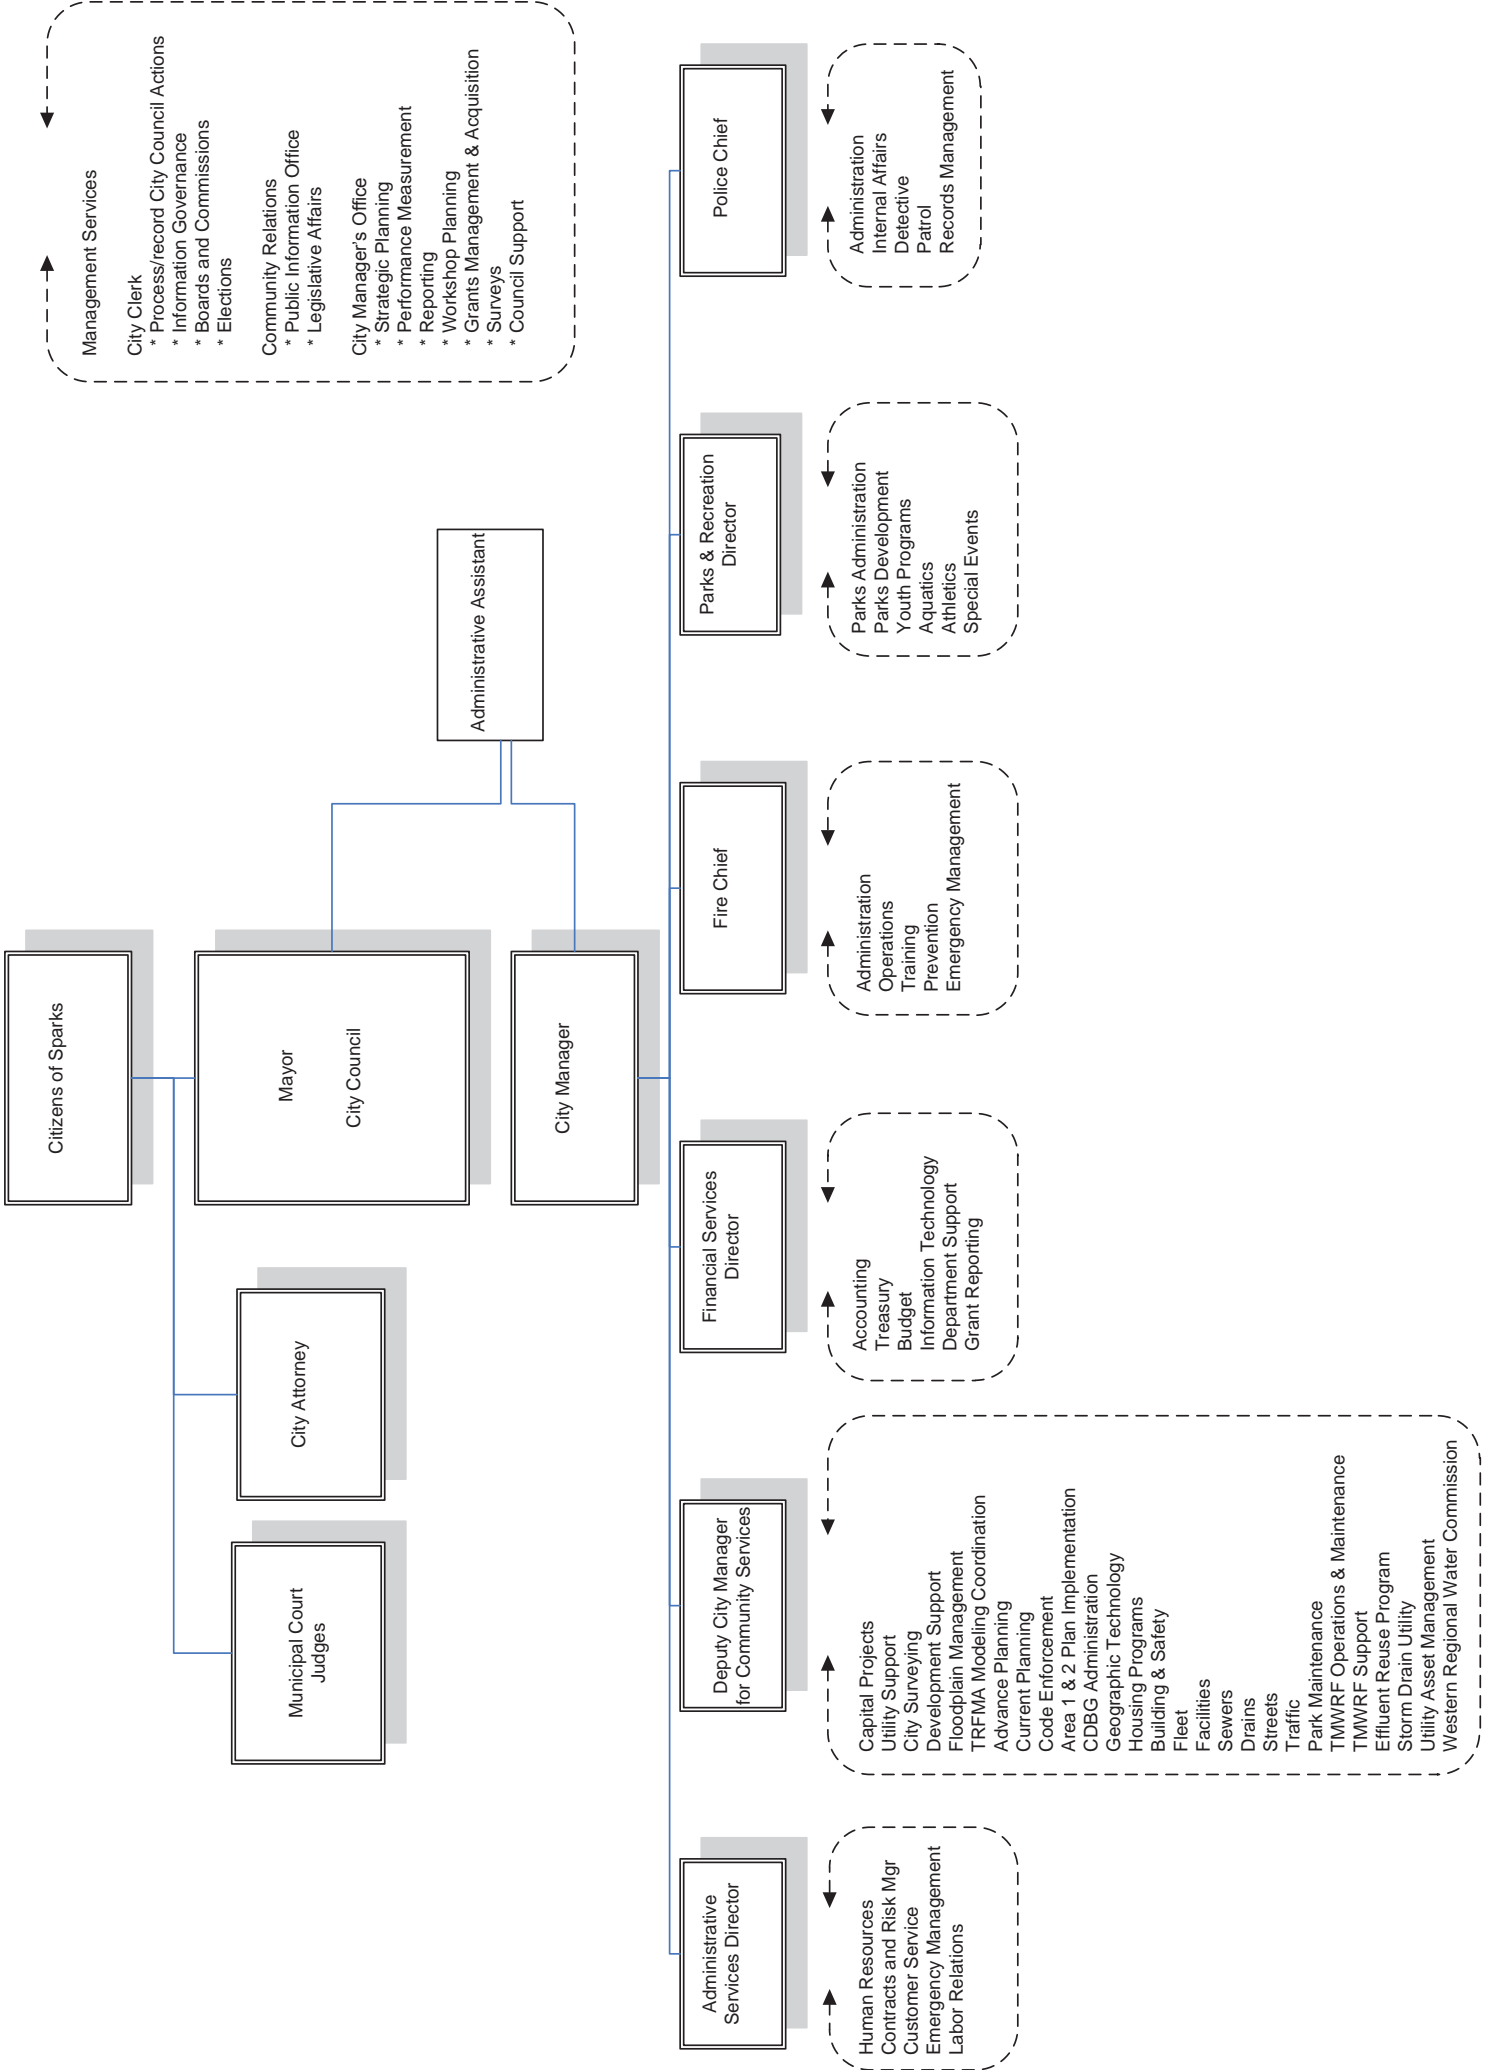 Citizens of Sparks
Mayor
City Council
City Manager
Municipal Court
Judges
City Attorney
Administrative Assistant
Management Services
City Clerk
* Process/record City Council Actions
* Information Governance
* Boards and Commissions
* Elections
Community Relations
* Public Information Office
* Legislative Affairs
City Manager's Office
* Strategic Planning
* Performance Measurement
* Reporting
* Workshop Planning
* Grants Management & Acquisition
* Surveys
* Council Support
Administrative
Services Director
Human Resources
Contracts and Risk Mgr
Customer Service
Emergency Management
Labor Relations
Deputy City Manager
for Community Services
Capital Projects
Utility Support
City Surveying
Development Support
Floodplain Management
TRFMA Modeling Coordination
Advance Planning
Current Planning
Code Enforcement
Area 1 & 2 Plan Implementation
CDBG Administration
Geographic Technology
Housing Programs
Building & Safety
Fleet
Facilities
Sewers
Drains
Streets
Traffic
Park Maintenance
TMWRF Operations & Maintenance
TMWRF Support
Effluent Reuse Program
Storm Drain Utility
Utility Asset Management
Western Regional Water Commission
Financial Services
Director
Accounting
Treasury
Budget
Information Technology
Department Support
Grant Reporting
Fire Chief
Administration
Operations
Training
Prevention
Emergency Management
Parks & Recreation
Director
Parks Administration
Parks Development
Youth Programs
Aquatics
Athletics
Special Events
Police Chief
Administration
Internal Affairs
Detective
Patrol
Records Management